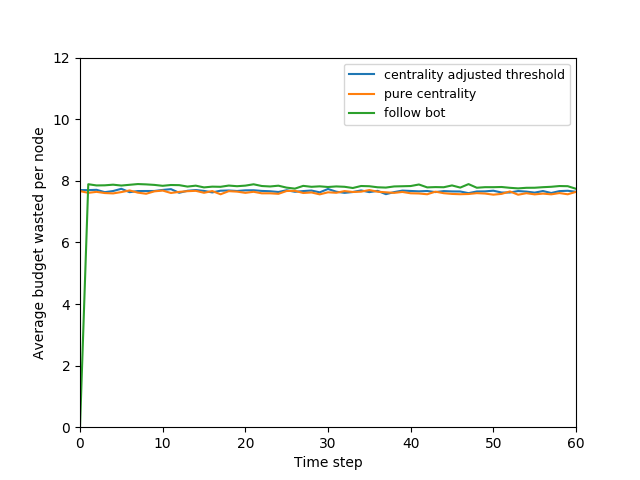 12
10
8
6
4
2
0
0
10
20
30
40
50
60
Average budget wasted per node
Time step
centrality adjusted threshold
pure centrality
follow bot